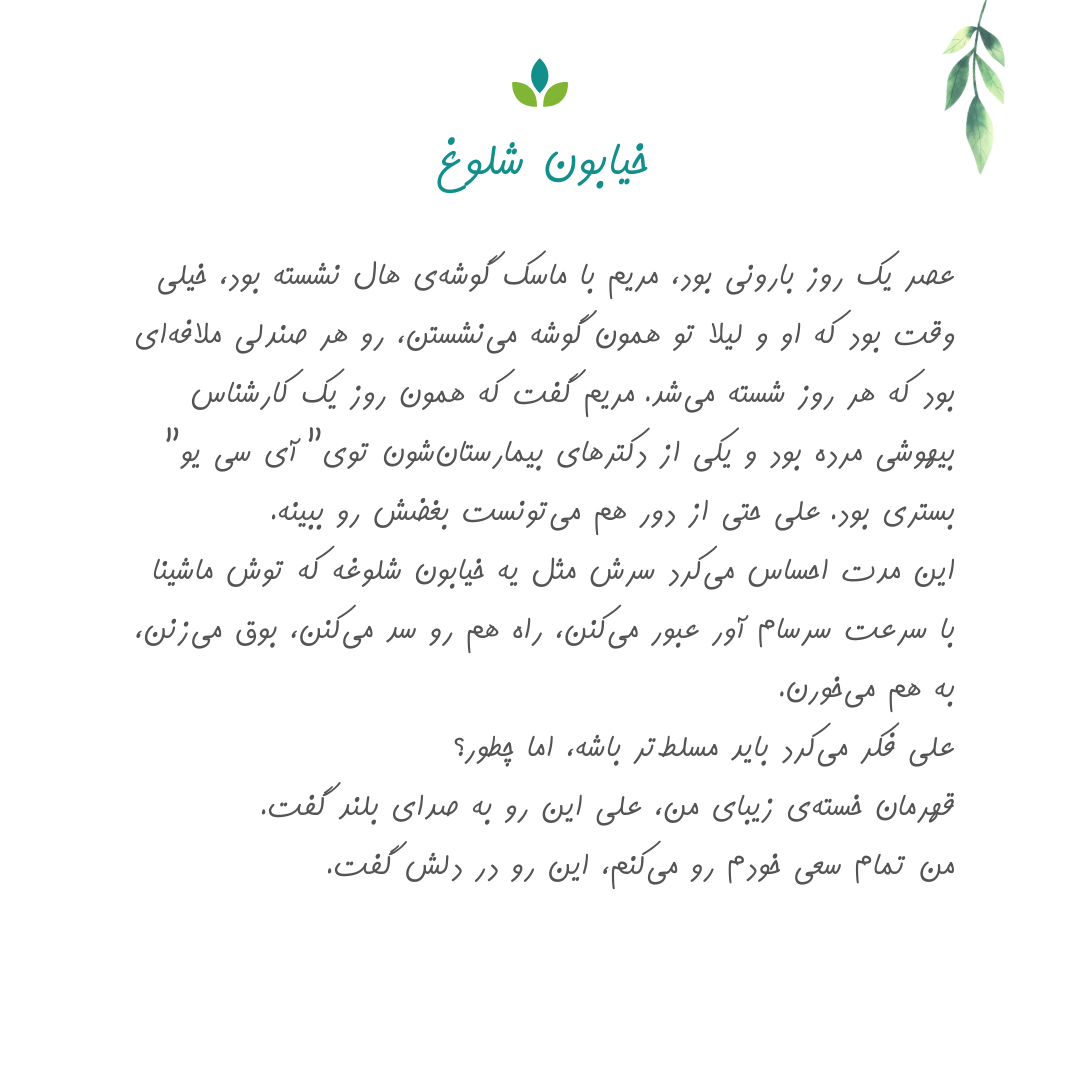 خیابون شلوغ
عصر یک روز بارونی بود، مریم با ماسک گوشه‌ی هال نشسته بود، خیلی
وقت بود که او و لیلا تو همون گوشه می‌نشستن، رو هر صندلی ملافه‌ای
بود که هر روز شسته می‌شد. مریم گفت که همون روز یک کارشناس
بیهوشی مرده بود و یکی از دکترهای بیمارستان‌شون توی" آی سی یو"
بستری بود. علی حتی از دور هم می‌تونست بغضش رو ببینه.
این مدت احساس می‌کرد سرش مثل یه خیابون شلوغه که توش ماشینا
با سرعت سرسام آور عبور می‌کنن، راه هم رو سد می‌کنن، بوق می‌زنن،
به هم می‌خورن.
علی فکر می‌کرد باید مسلط‌تر باشه، اما چطور؟
قهرمان خسته‌ی زیبای من، علی این رو به صدای بلند گفت.
من تمام سعی خودم رو می‌کنم، این رو در دلش گفت.